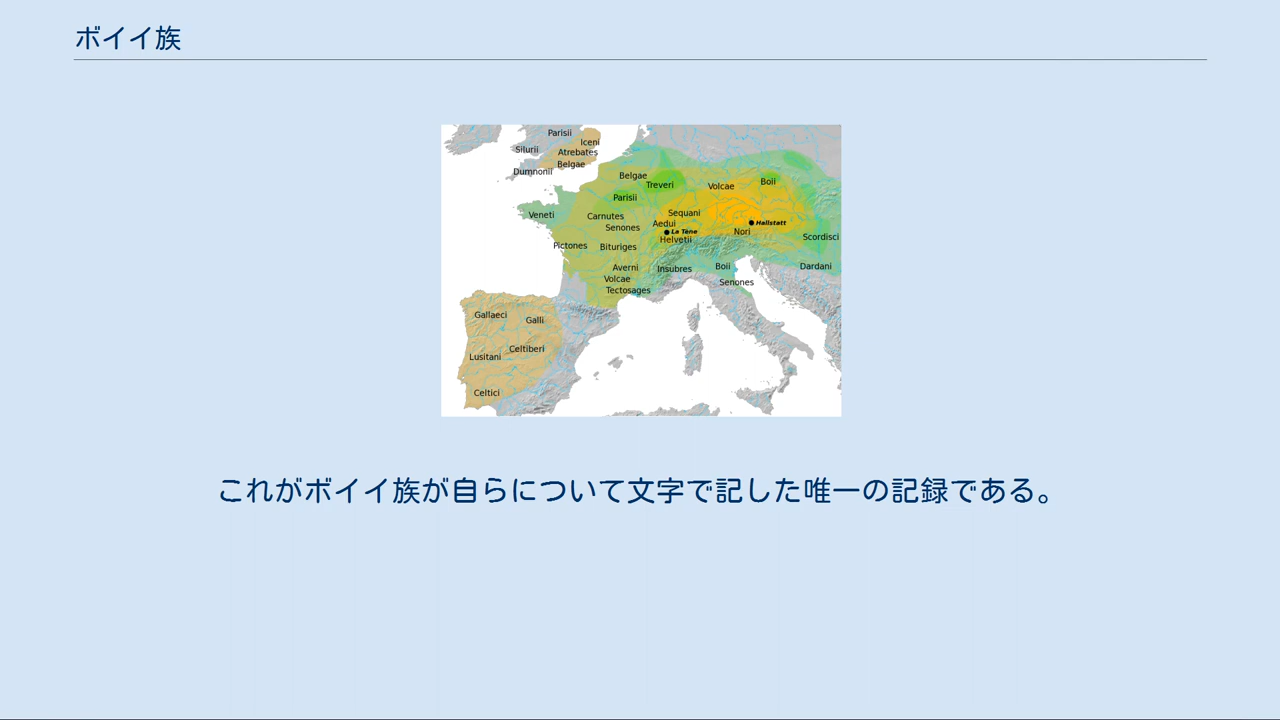 ボイイ族
Parisii
Iceni
Silurii
Atrebates
Belgae
Dumnonii
Belgae
Treveri
Volcae
Boii
Parisii
Veneti
Carnutes
Sequani
Senones
Aedui
La Tène
Hallstatt
Helvetii
Nori
Scordisci
Pictones
Bituriges
Averni
Insubres
Boii
Dardani
Volcae
Tectosages
Senones
Gallaeci
Galli
Celtiberi
Lusitani
Celtici
これがボイイ族が自らについて文字で記した唯一の記録である。